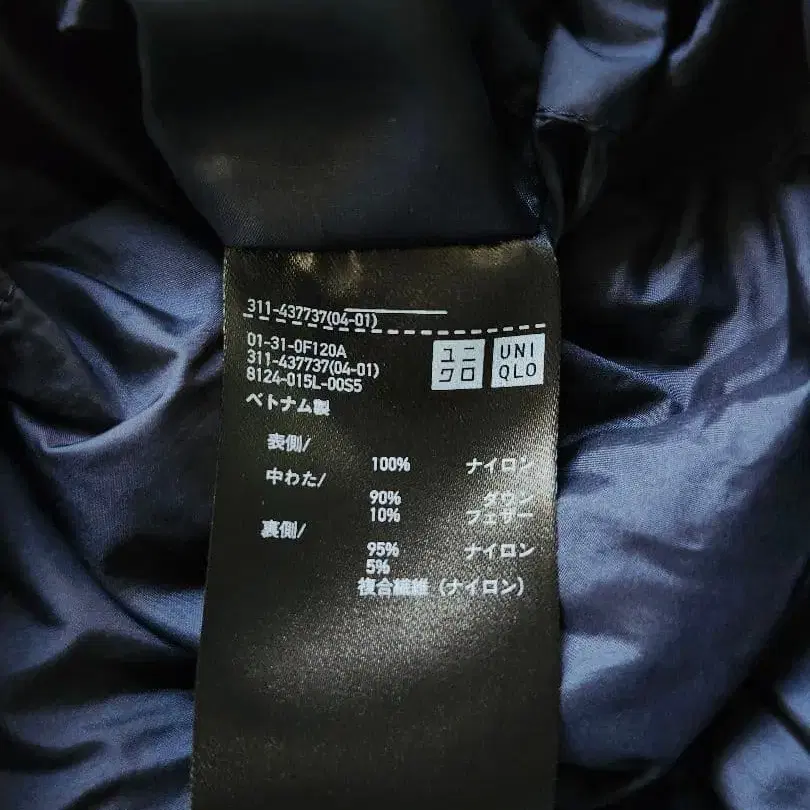 311-437737(04-01)
01-31-0F120A
311-437737(04-01)
8124-015L-00S5
ユニ
クロ
UNI
QLO
ベトナム製
表側/
100% ナイロン
中わた/
90% ダウン
10% フェザー
裏側/
95% ナイロン
5%
複合繊維 (ナイロン)